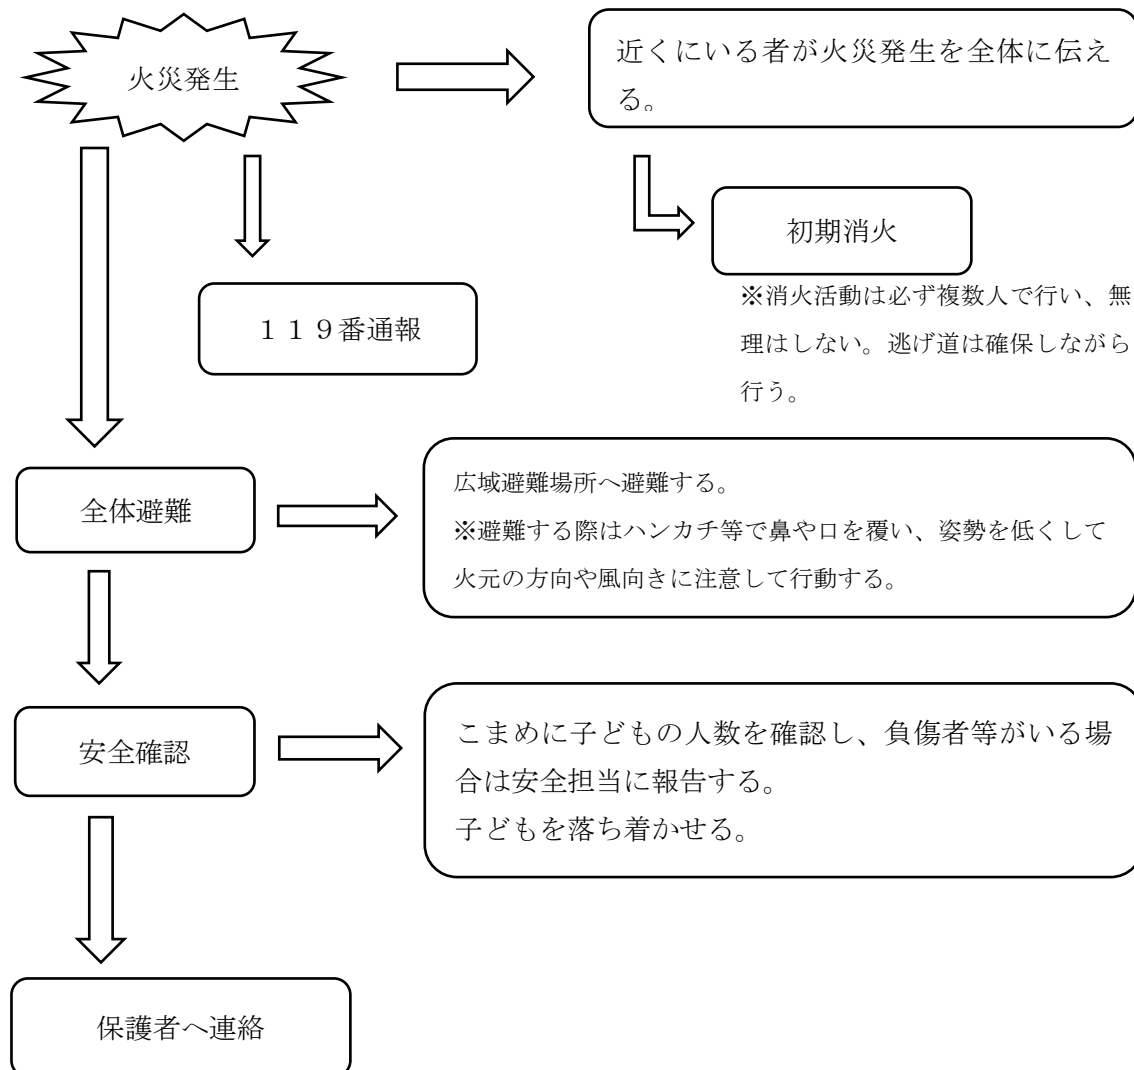 火災発生
近くにいる者が火災発生を全体に伝え
る。
初期消火
※消火活動は必ず複数人で行い、無
理はしない。逃げ道は確保しながら
行う。
１１９番通報
全体避難
広域避難場所へ避難する。
※避難する際はハンカチ等で鼻や口を覆い、姿勢を低くして
火元の方向や風向きに注意して行動する。
安全確認
こまめに子どもの人数を確認し、負傷者等がいる場
合は安全担当に報告する。
子どもを落ち着かせる。
保護者へ連絡